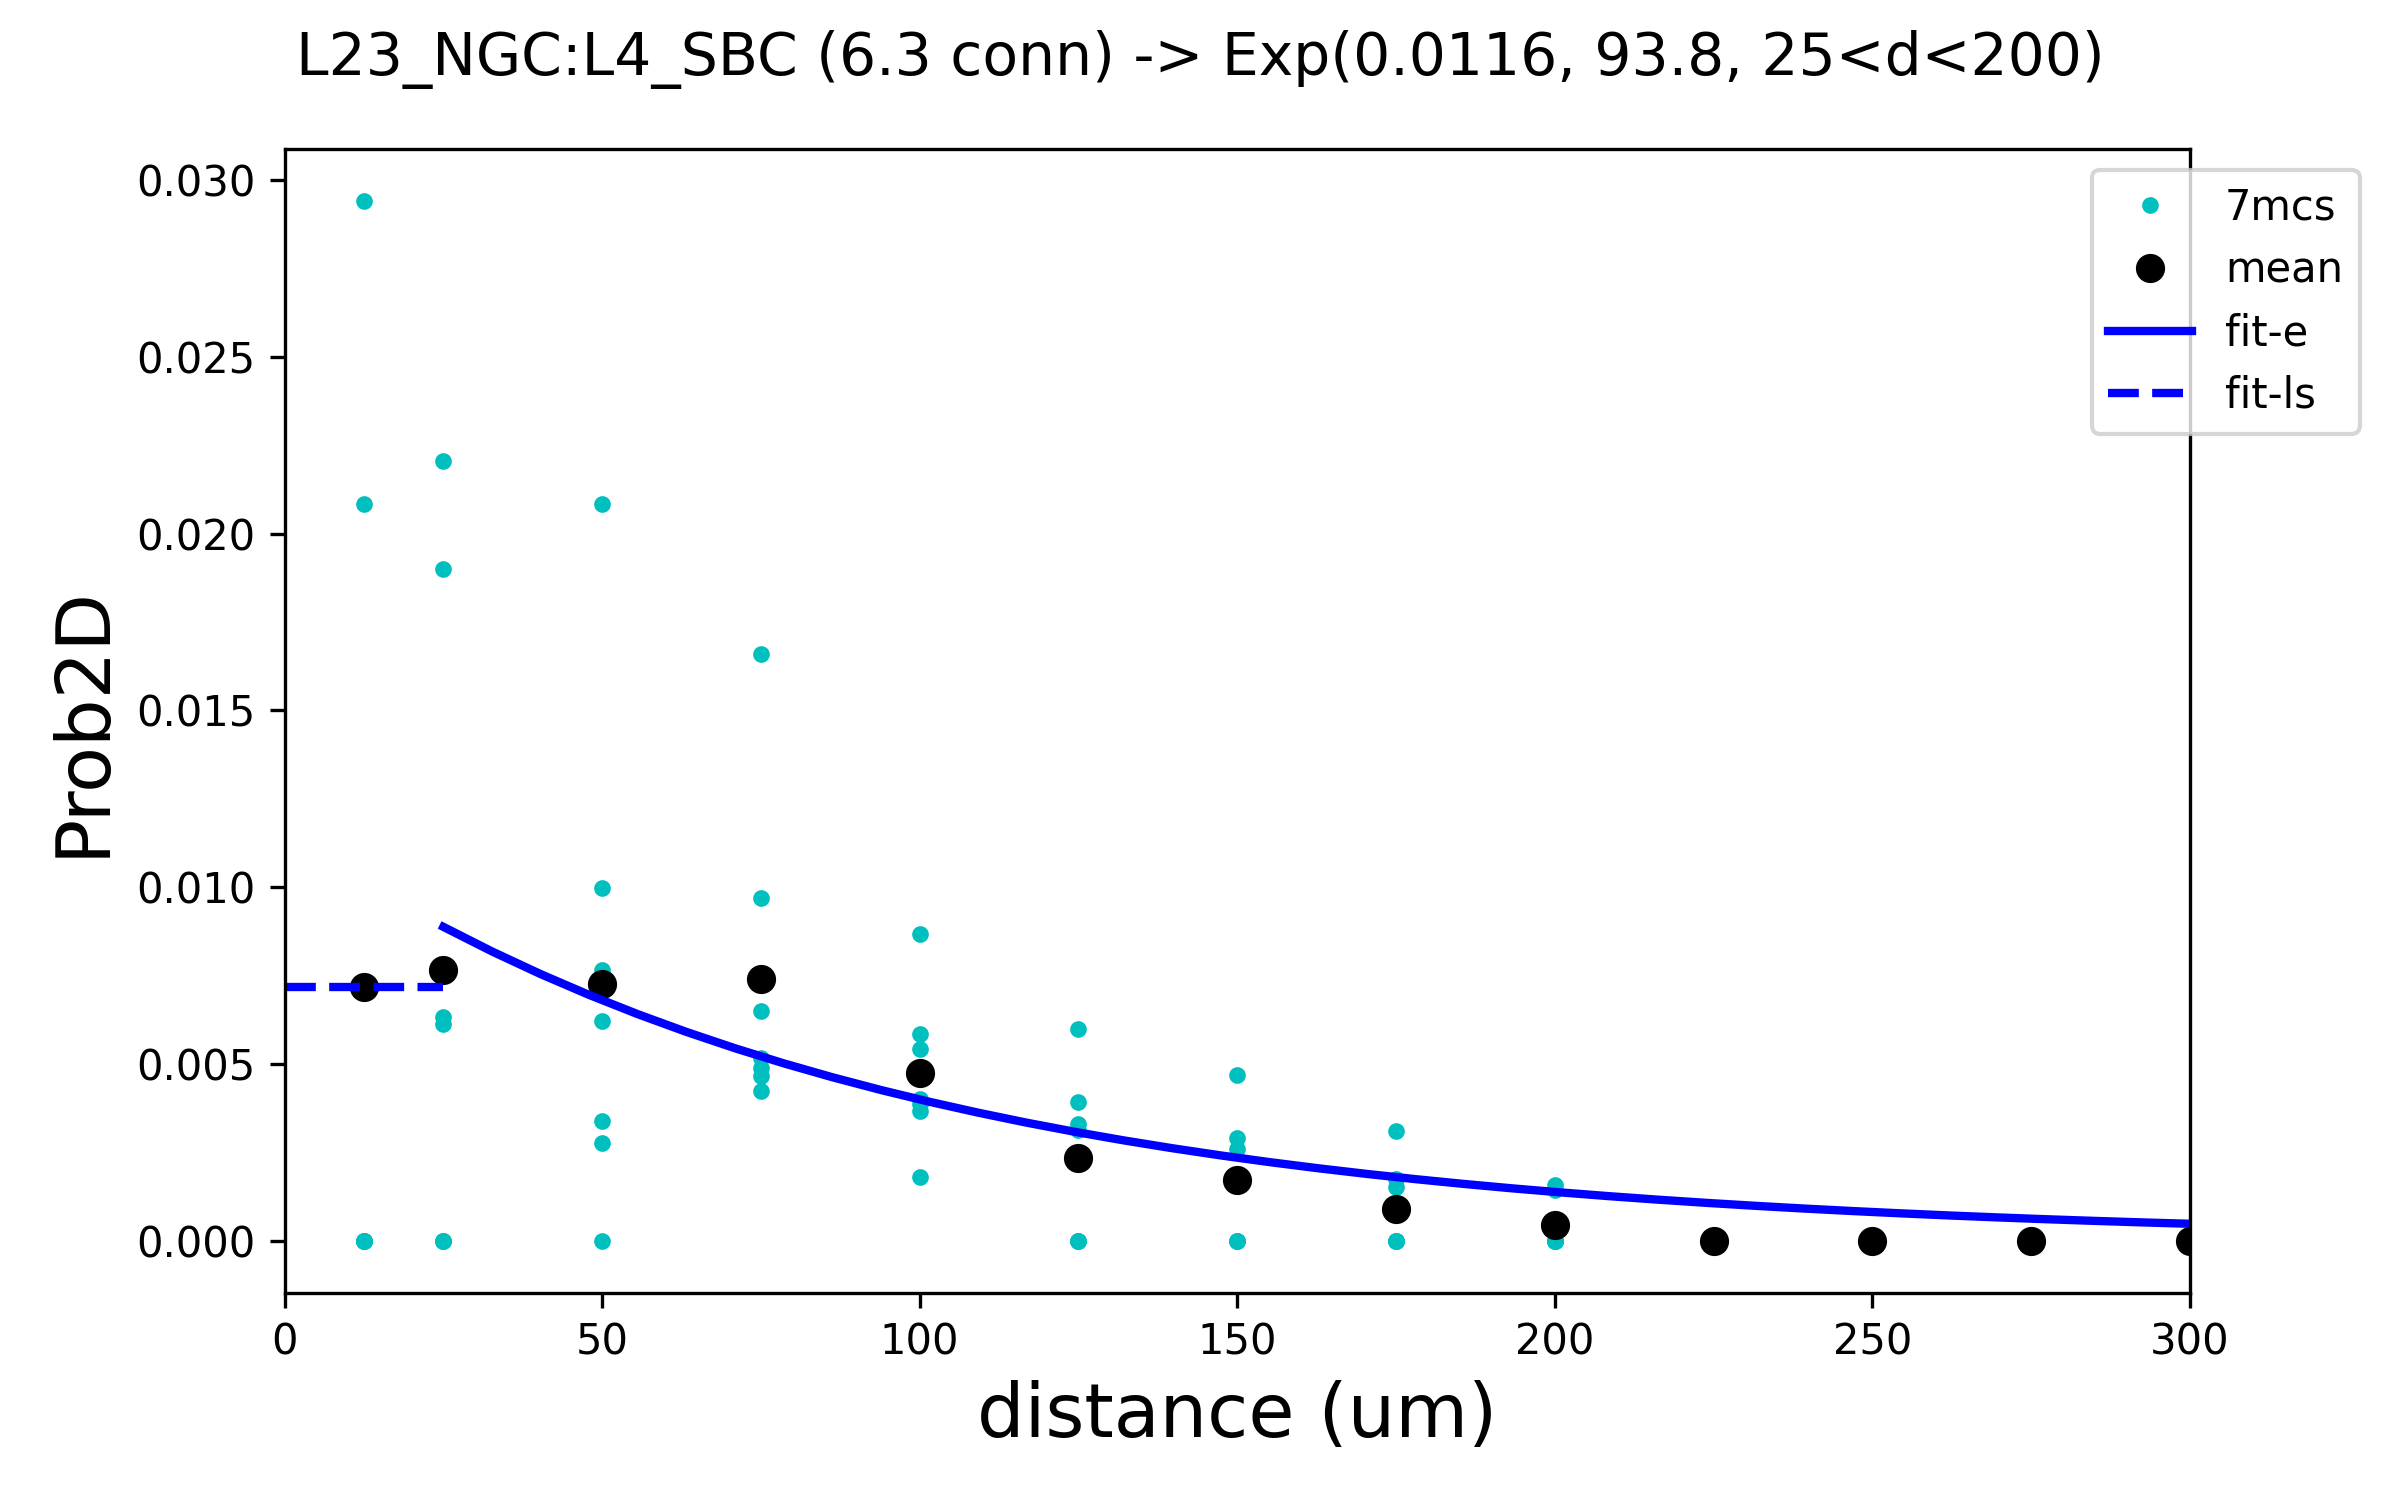 L23_NGC:L4_SBC (6.3 conn) -> Exp(0.0116, 93.8, 25<d<200)
0.030
0.025
0.020
0.015
0.010
0.005
0.000
Prob2D
7mcs
mean
fit-e
fit-ls
0 50 100 150 200 250 300
distance (um)